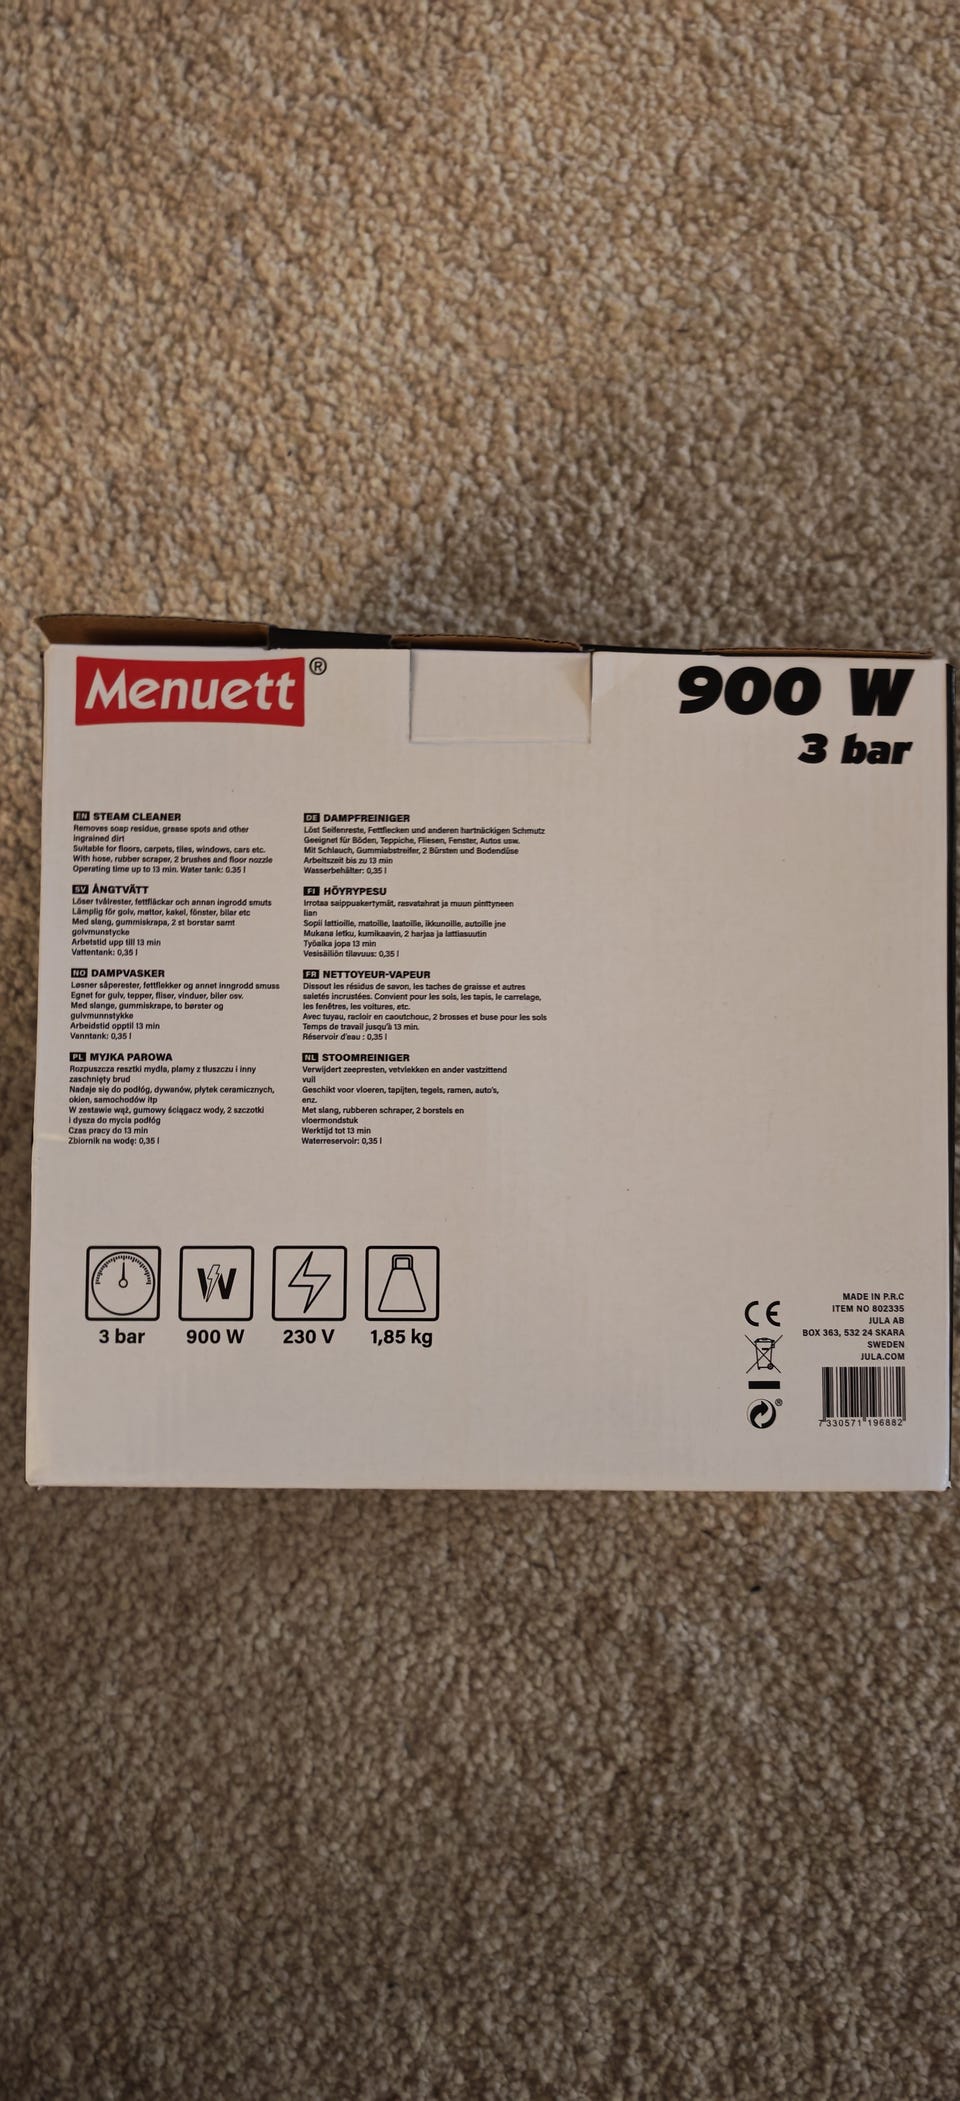 Menuett®
900 W
3 bar
EN STEAM CLEANER
Removes soap residue, grease spots and other
ingrained dirt
Suitable for floors, carpets, tiles, windows, cars etc.
With hose, rubber scraper, 2 brushes and floor nozzle
Operating time up to 13 min. Water tank: 0.35 l
SV ÅNGTVÄTT
Löser tvålrester, fettfläckar och annan ingrodd smuts
Lämplig för golv, mattor, kakel, fönster, bilar etc
Med slang, gummiskrapa, 2 st borstar samt
golvmunstycke
Arbetstid upp till 13 min
Vattentank: 0,35 l
NO DAMPVASKER
Løsner såperester, fettflekker og annet inngrodd smuss
Egnet for gulv, tepper, fliser, vinduer, biler osv.
Med slange, gummiskrape, to børster og
gulvmunnstykke
Arbeidstid opptil 13 min
Vanntank: 0,35 l
PL MYJKA PAROWA
Rozpuszcza resztki mydła, plamy z tłuszczu i inny
zaschnięty brud
Nadaje się do podłóg, dywanów, płytek ceramicznych,
okien, samochodów itp
W zestawie wąż, gumowy ściągacz wody, 2 szczotki
i dysza do mycia podłóg
Czas pracy do 13 min
Zbiornik na wodę: 0,35 l
DE DAMPFREINIGER
Löst Seifenreste, Fettflecken und anderen hartnäckigen Schmutz
Geeignet für Böden, Teppiche, Fliesen, Fenster, Autos usw.
Mit Schlauch, Gummiabstreifer, 2 Bürsten und Bodendüse
Arbeitszeit bis zu 13 min
Wasserbehälter: 0,35 l
FI HÖYRYPESU
Irrottaa saippuakertymät, rasvatahrat ja muun pinttyneen
lian
Sopii lattioille, matoille, laatoille, ikkunoille, autoille jne
Mukana letku, kumikaavin, 2 harjaa ja lattiasuutin
Työaika jopa 13 min
Vesisäiliön tilavuus: 0,35 l
FR NETTOYEUR-VAPEUR
Dissout les résidus de savon, les taches de graisse et autres
saletés incrustées. Convient pour les sols, les tapis, le carrelage,
les fenêtres, les voitures, etc.
Avec tuyau, racloir en caoutchouc, 2 brosses et buse pour les sols
Temps de travail jusqu'à 13 min.
Réservoir d'eau : 0,35 l
NL STOOMREINIGER
Verwijdert zeepresten, vetvlekken en ander vastzittend
vuil
Geschikt voor vloeren, tapijten, tegels, ramen, auto's,
enz.
Met slang, rubberen schraper, 2 borstels en
vloermondstuk
Werktijd tot 13 min
Waterreservoir: 0,35 l
W
3 bar
900 W
230 V
1,85 kg
CE
MADE IN P.R.C
ITEM NO 802335
JULA AB
BOX 363, 532 24 SKARA
SWEDEN
JULA.COM
®
7 330571 196882